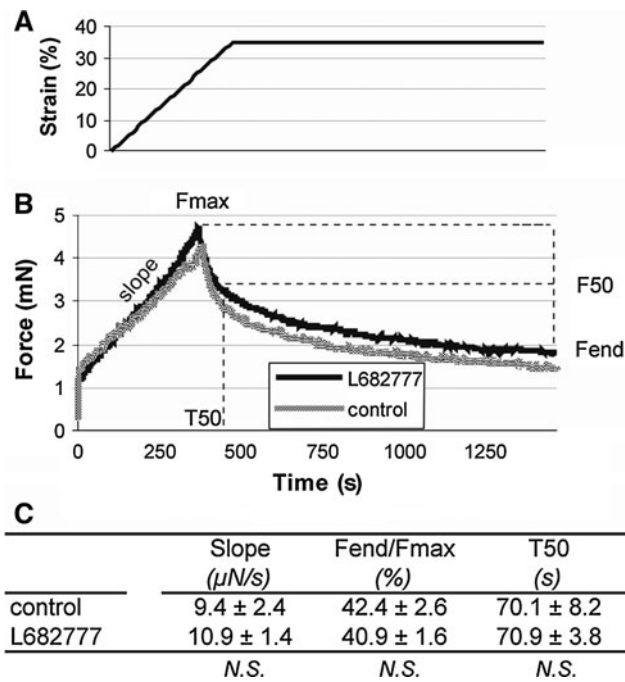 A
Strain (%)
40
30
20
10
0
B
Fmax
Force (mN)
5
4
3
2
1
0
slope
F50
Fend
T50
L682777
control
0 250 500 750 1000 1250
Time (s)
C
Slope Fend/Fmax T50
(µN/s) (%) (s)
control 9.4 ± 2.4 42.4 ± 2.6 70.1 ± 8.2
L682777 10.9 ± 1.4 40.9 ± 1.6 70.9 ± 3.8
N.S. N.S. N.S.